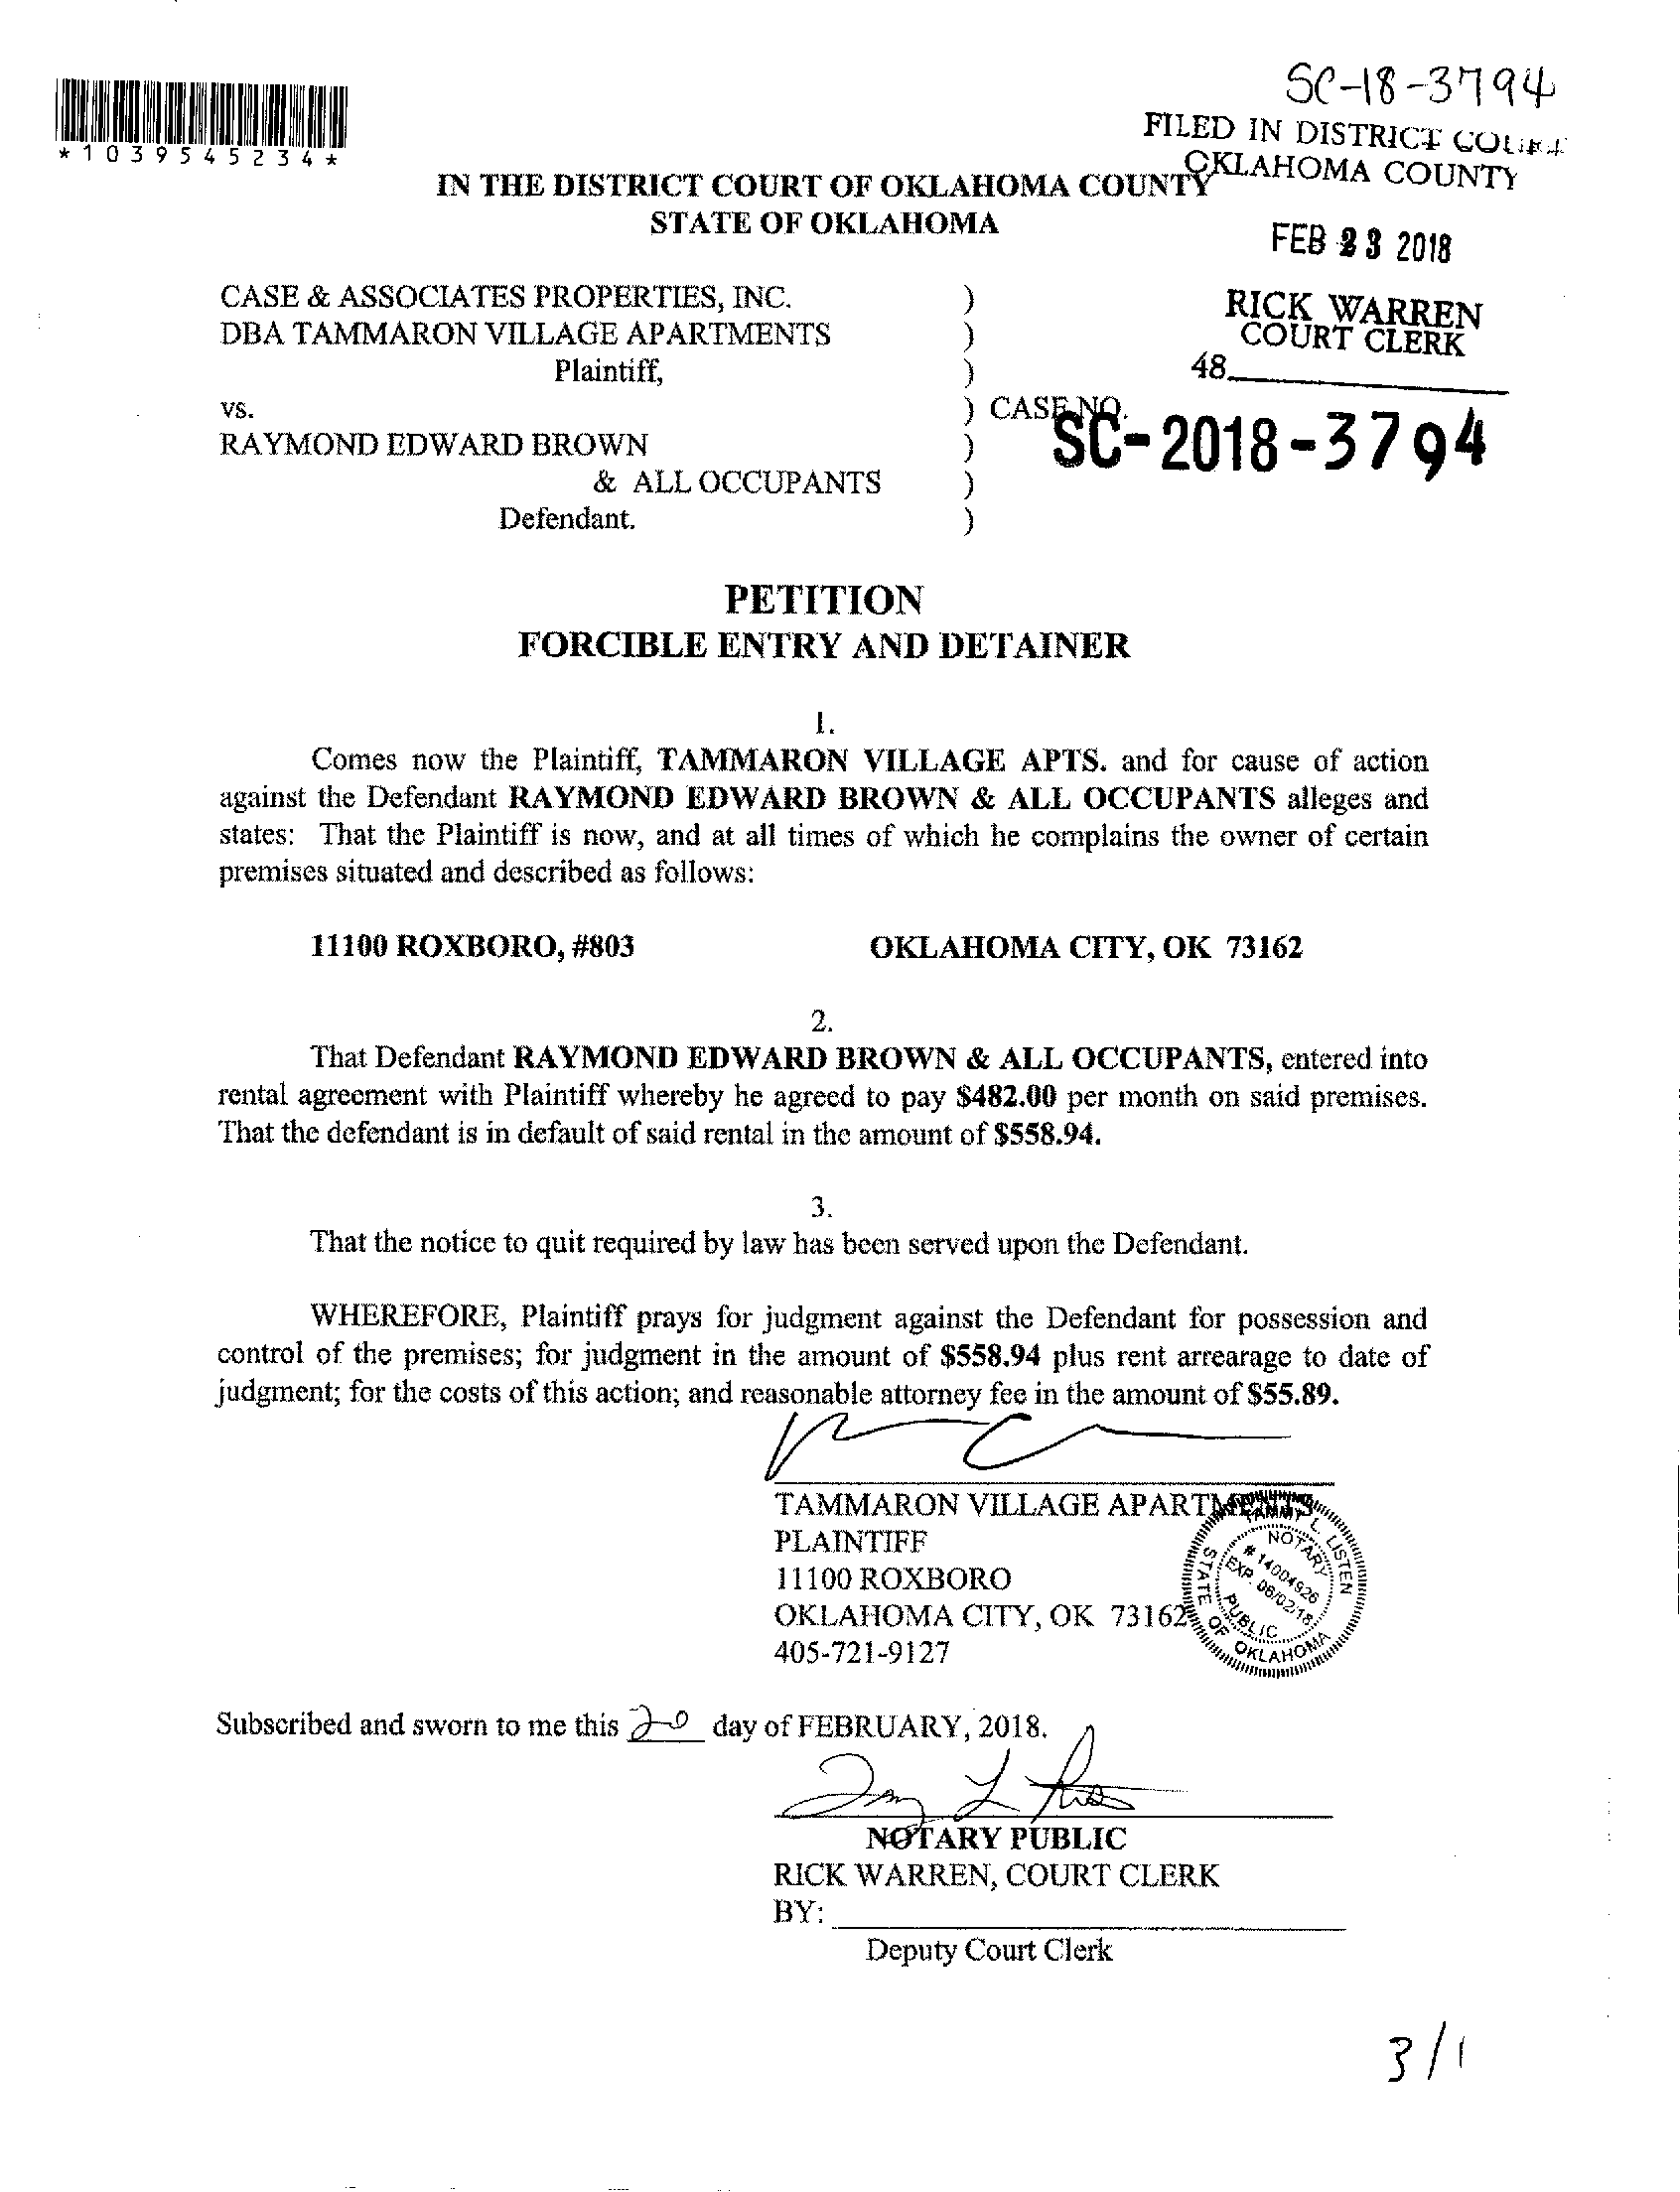 SC-18-3794
*1039545234*
FILED IN DISTRICT COURT
OKLAHOMA COUNTY
IN THE DISTRICT COURT OF OKLAHOMA COUNTY
STATE OF OKLAHOMA
FEB 23 2018
CASE & ASSOCIATES PROPERTIES, INC. )
DBA TAMMARON VILLAGE APARTMENTS )
Plaintiff, )
RICK WARREN
COURT CLERK
48
vs. ) CASE NO.
SC-2018-3794
RAYMOND EDWARD BROWN )
& ALL OCCUPANTS )
Defendant. )
PETITION
FORCIBLE ENTRY AND DETAINER
1.
Comes now the Plaintiff, TAMMARON VILLAGE APTS. and for cause of action
against the Defendant RAYMOND EDWARD BROWN & ALL OCCUPANTS alleges and
states: That the Plaintiff is now, and at all times of which he complains the owner of certain
premises situated and described as follows:
11100 ROXBORO, #803 OKLAHOMA CITY, OK 73162
2.
That Defendant RAYMOND EDWARD BROWN & ALL OCCUPANTS, entered into
rental agreement with Plaintiff whereby he agreed to pay $482.00 per month on said premises.
That the defendant is in default of said rental in the amount of $558.94.
3.
That the notice to quit required by law has been served upon the Defendant.
WHEREFORE, Plaintiff prays for judgment against the Defendant for possession and
control of the premises; for judgment in the amount of $558.94 plus rent arrearage to date of
judgment; for the costs of this action; and reasonable attorney fee in the amount of $55.89.
TAMMARON VILLAGE APARTMENTS
PLAINTIFF
11100 ROXBORO
OKLAHOMA CITY, OK 73162
405-721-9127
TAMMY L. LISTEN
NOTARY PUBLIC
# 14004926
EXP. 06/02/18
STATE OF OKLAHOMA
Subscribed and sworn to me this 20 day of FEBRUARY, 2018.
NOTARY PUBLIC
RICK WARREN, COURT CLERK
BY:
Deputy Court Clerk
3/1